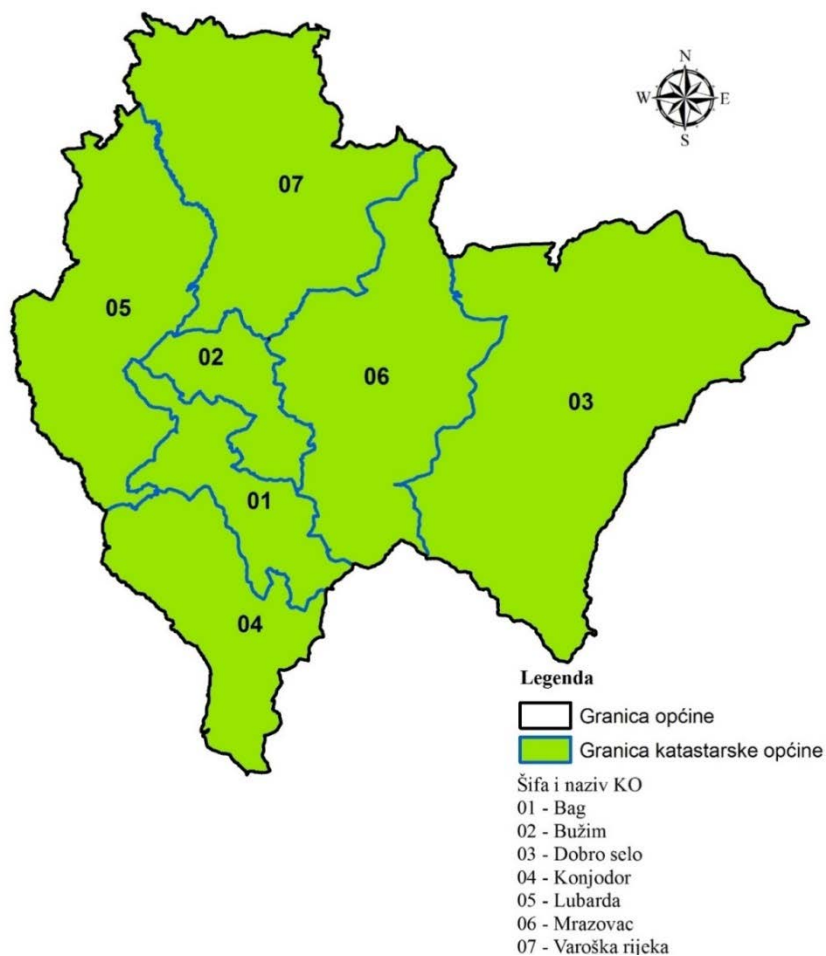 N
W E
S
07
05
02
06
03
01
04
Legenda
Granica općine
Granica katastarske općine
Šifa i naziv KO
01 - Bag
02 - Bužim
03 - Dobro selo
04 - Konjodor
05 - Lubarda
06 - Mrazovac
07 - Varoška rijeka